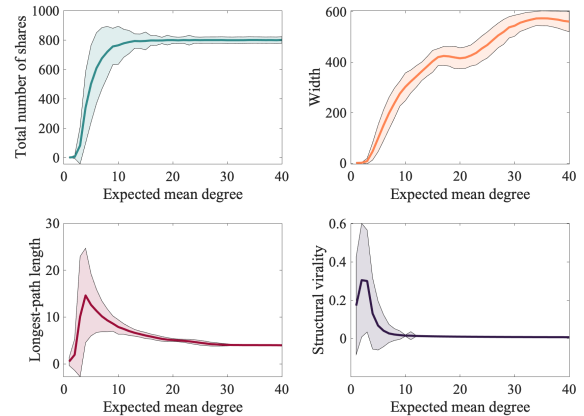 Total number of shares
1000
800
600
400
200
0
0 10 20 30 40
Expected mean degree
Width
600
400
200
0
0 10 20 30 40
Expected mean degree
Longest-path length
30
20
10
0
0 10 20 30 40
Expected mean degree
Structural virality
0.6
0.4
0.2
0
0 10 20 30 40
Expected mean degree